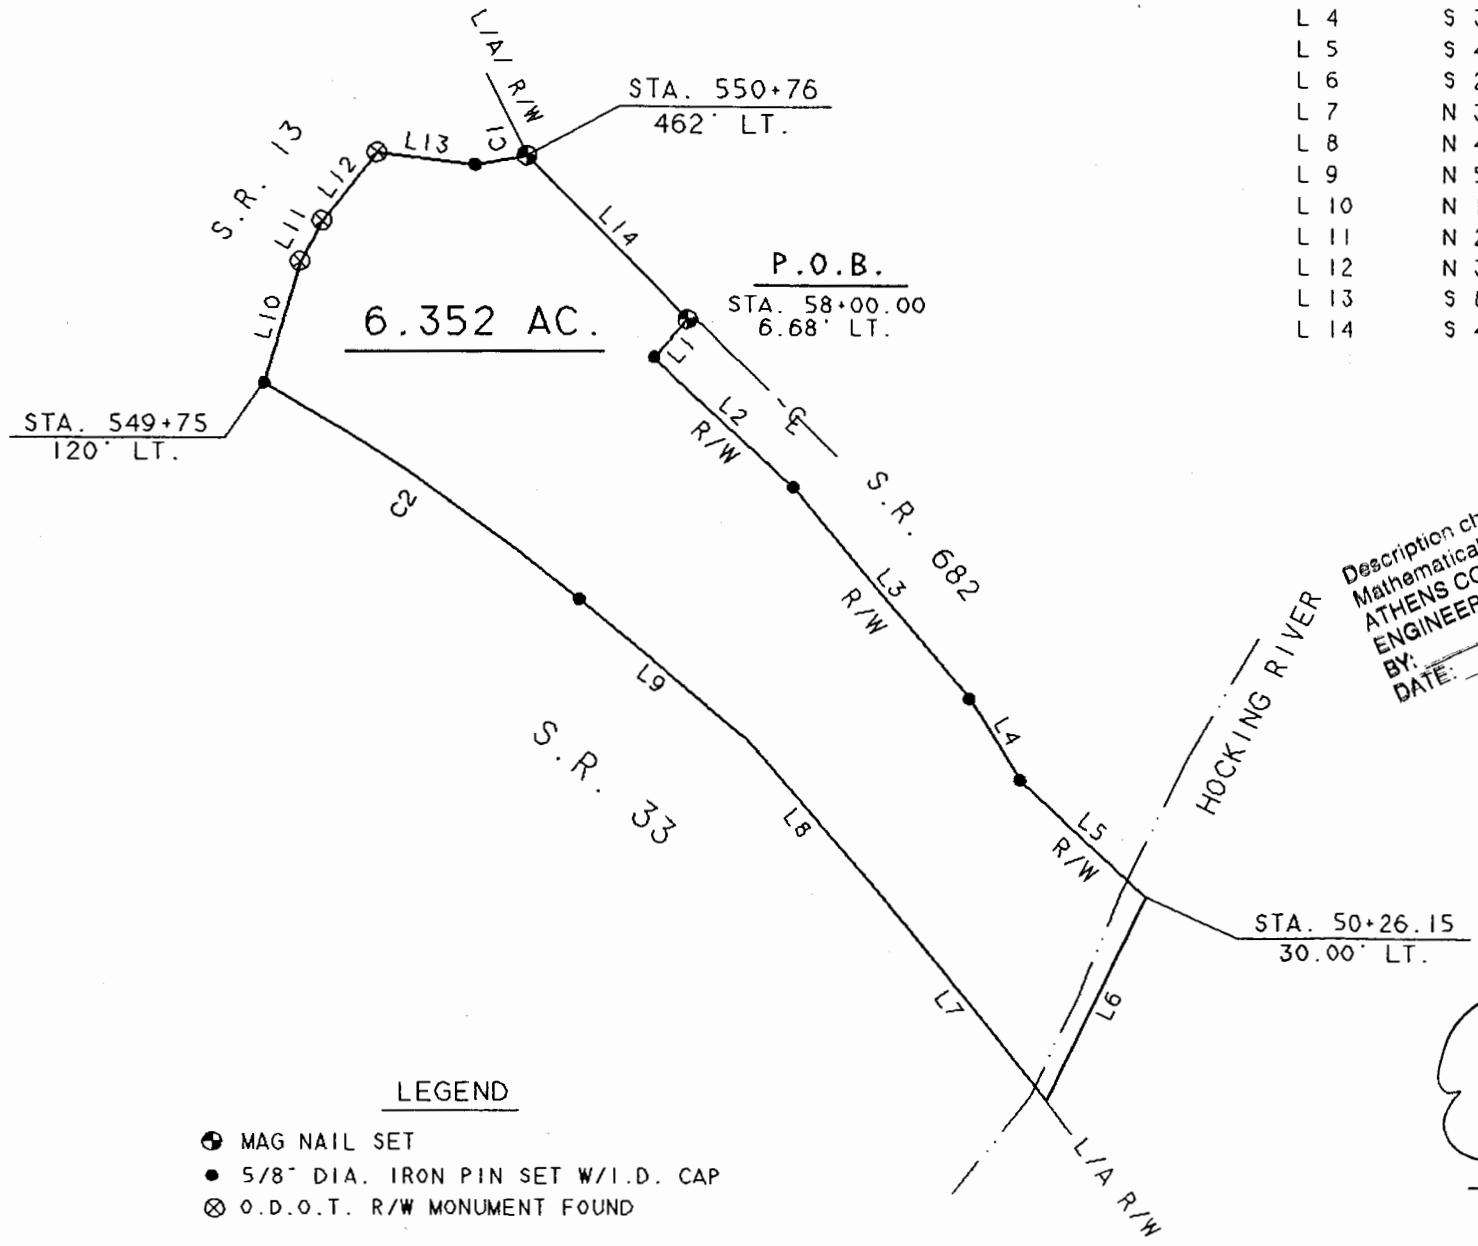 L/A/ R/W
STA. 550+76
462' LT.
S.R. 13
L13
C1
L12
L11
L10
L14
6.352 AC.
P.O.B.
STA. 58+00.00
6.68' LT.
L1
STA. 549+75
120' LT.
L2
R/W
℄
S.R. 682
C2
L3
R/W
L9
L4
S.R. 33
L8
L5
R/W
HOCKING RIVER
STA. 50+26.15
30.00' LT.
L7
L6
L/A R/W
L 4 S
L 5 S
L 6 S
L 7 N
L 8 N
L 9 N
L 10 N
L 11 N
L 12 N
L 13 S
L 14 S
Description
Mathematical
ATHENS
ENGINEER
BY:
DATE:
LEGEND
MAG NAIL SET
5/8" DIA. IRON PIN SET W/I.D. CAP
O.D.O.T. R/W MONUMENT FOUND